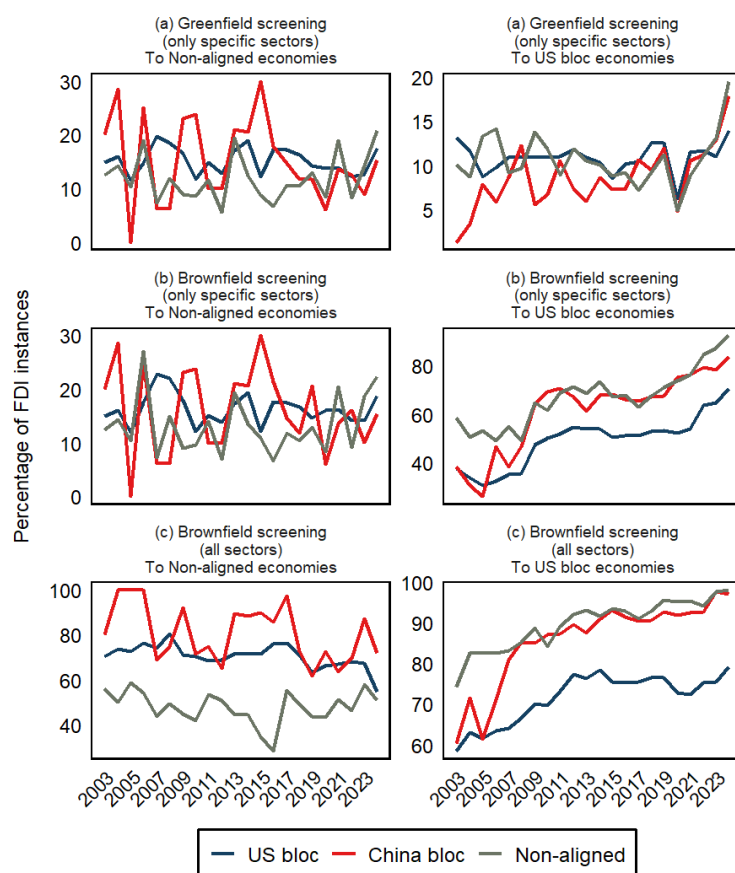 (a) Greenfield screening
(only specific sectors)
To Non-aligned economies
30
20
10
0
(a) Greenfield screening
(only specific sectors)
To US bloc economies
20
15
10
5
(b) Brownfield screening
(only specific sectors)
To Non-aligned economies
30
20
10
0
(b) Brownfield screening
(only specific sectors)
To US bloc economies
80
60
40
(c) Brownfield screening
(all sectors)
To Non-aligned economies
100
80
60
40
(c) Brownfield screening
(all sectors)
To US bloc economies
100
90
80
70
60
Percentage of FDI instances
2003 2005 2007 2009 2011 2013 2015 2017 2019 2021 2023
2003 2005 2007 2009 2011 2013 2015 2017 2019 2021 2023
US bloc China bloc Non-aligned